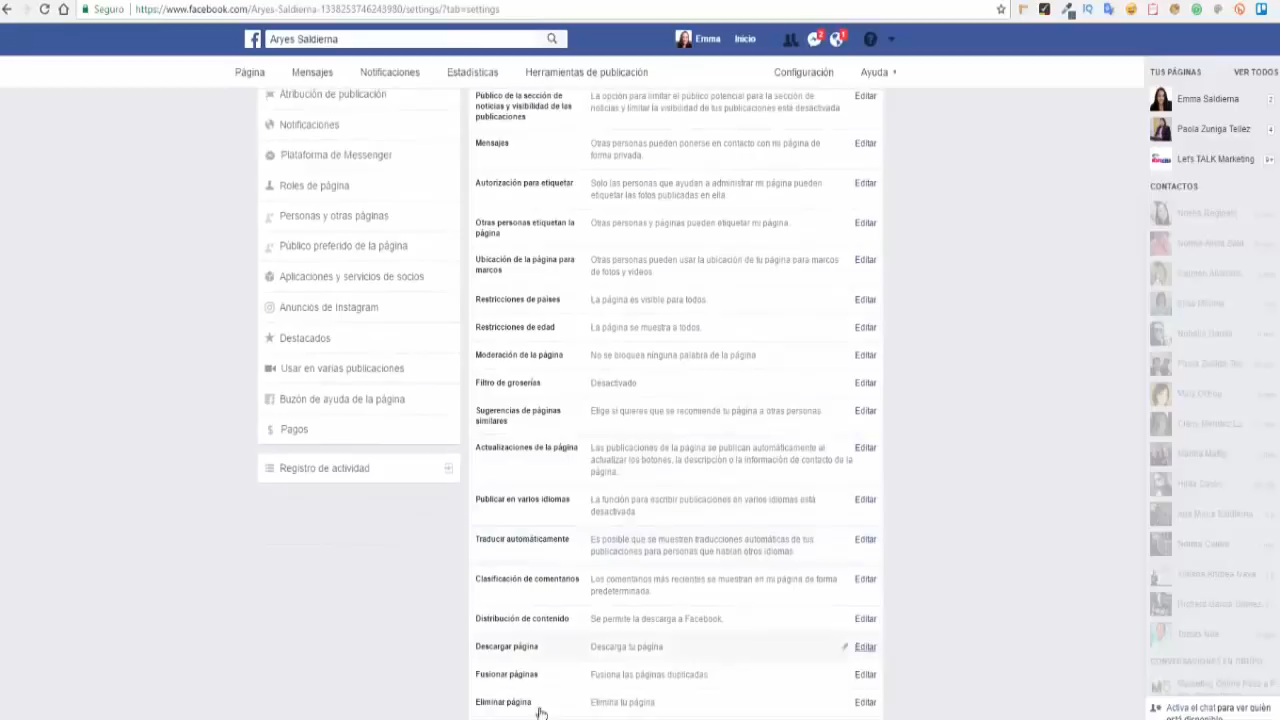 Seguro https://www.facebook.com/Aryes-Saldierna-1338253746243980/settings/?tab=settings
Aryes Saldierna
Emma Inicio 2 1
Página Mensajes Notificaciones Estadísticas Herramientas de publicación Configuración Ayuda
Atribución de publicación
Notificaciones
Plataforma de Messenger
Roles de página
Personas y otras páginas
Público preferido de la página
Aplicaciones y servicios de socios
Anuncios de Instagram
Destacados
Usar en varias publicaciones
Buzón de ayuda de la página
Pagos
Registro de actividad
Público de la sección de
noticias y visibilidad de las
publicaciones
La opción para limitar el público potencial para la sección de
noticias y limitar la visibilidad de tus publicaciones está desactivada
Editar
Mensajes
Otras personas pueden ponerse en contacto con mi página de
forma privada.
Editar
Autorización para etiquetar
Solo las personas que ayudan a administrar mi página pueden
etiquetar las fotos publicadas en ella.
Editar
Otras personas etiquetan la
página
Otras personas y páginas pueden etiquetar mi página.
Editar
Ubicación de la página para
marcos
Otras personas pueden usar la ubicación de tu página para marcos
de fotos y videos.
Editar
Restricciones de países
La página es visible para todos.
Editar
Restricciones de edad
La página se muestra a todos.
Editar
Moderación de la página
No se bloquea ninguna palabra de la página
Editar
Filtro de groserías
Desactivado
Editar
Sugerencias de páginas
similares
Elige si quieres que se recomiende tu página a otras personas
Editar
Actualizaciones de la página
Las publicaciones de la página se publican automáticamente al
actualizar los botones, la descripción o la información de contacto de la
página.
Editar
Publicar en varios idiomas
La función para escribir publicaciones en varios idiomas está
desactivada
Editar
Traducir automáticamente
Es posible que se muestren traducciones automáticas de tus
publicaciones para personas que hablan otros idiomas
Editar
Clasificación de comentarios
Los comentarios más recientes se muestran en mi página de forma
predeterminada.
Editar
Distribución de contenido
Se permite la descarga a Facebook.
Editar
Descargar página
Descarga tu página
Editar
Fusionar páginas
Fusiona las páginas duplicadas
Editar
Eliminar página
Elimina tu página
Editar
TUS PÁGINAS VER TODOS
Emma Saldierna 2
Paola Zuniga Tellez 4
Let's TALK Marketing 9+
CONTACTOS
CONVERSACIONES EN GRUPO
Activa el chat para ver quién
está disponible.